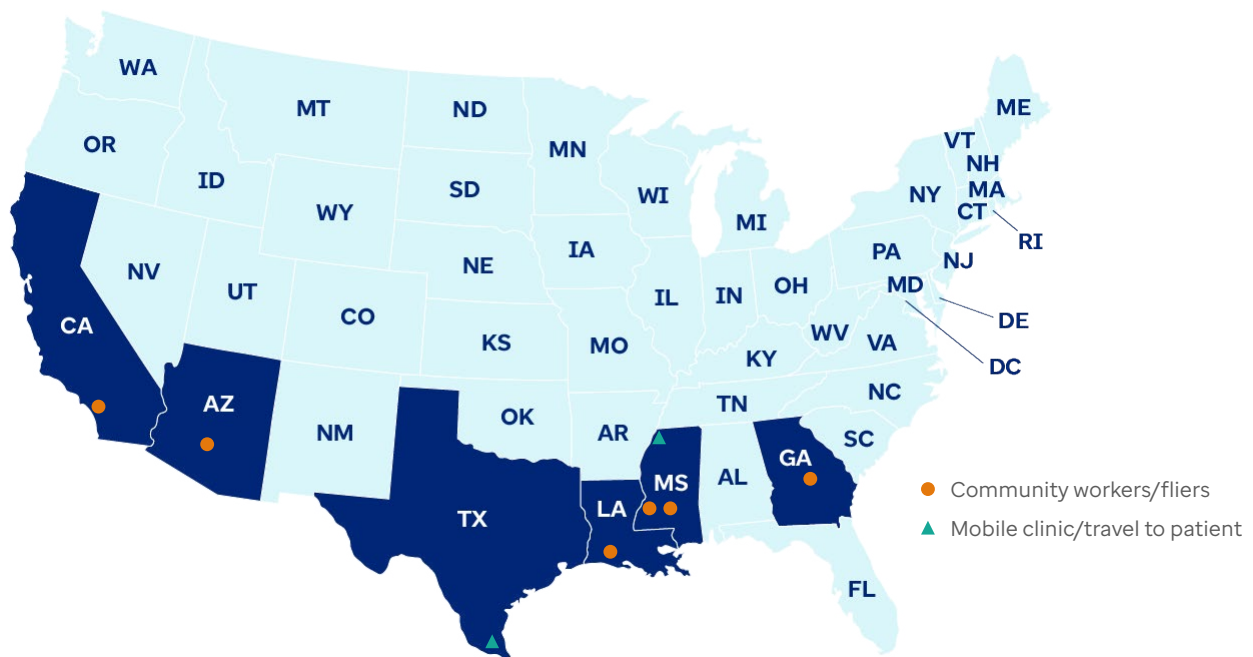 WA
MT
ND
MN
ME
OR
VT
NH
ID
SD
WI
MA
NY
WY
CT
MI
RI
IA
PA
NV
NE
NJ
UT
IL
IN
OH
MD
CO
DE
CA
WV
VA
KS
MO
KY
DC
NC
AZ
TN
OK
NM
AR
SC
GA
AL
MS
LA
TX
FL
Community workers/fliers
Mobile clinic/travel to patient